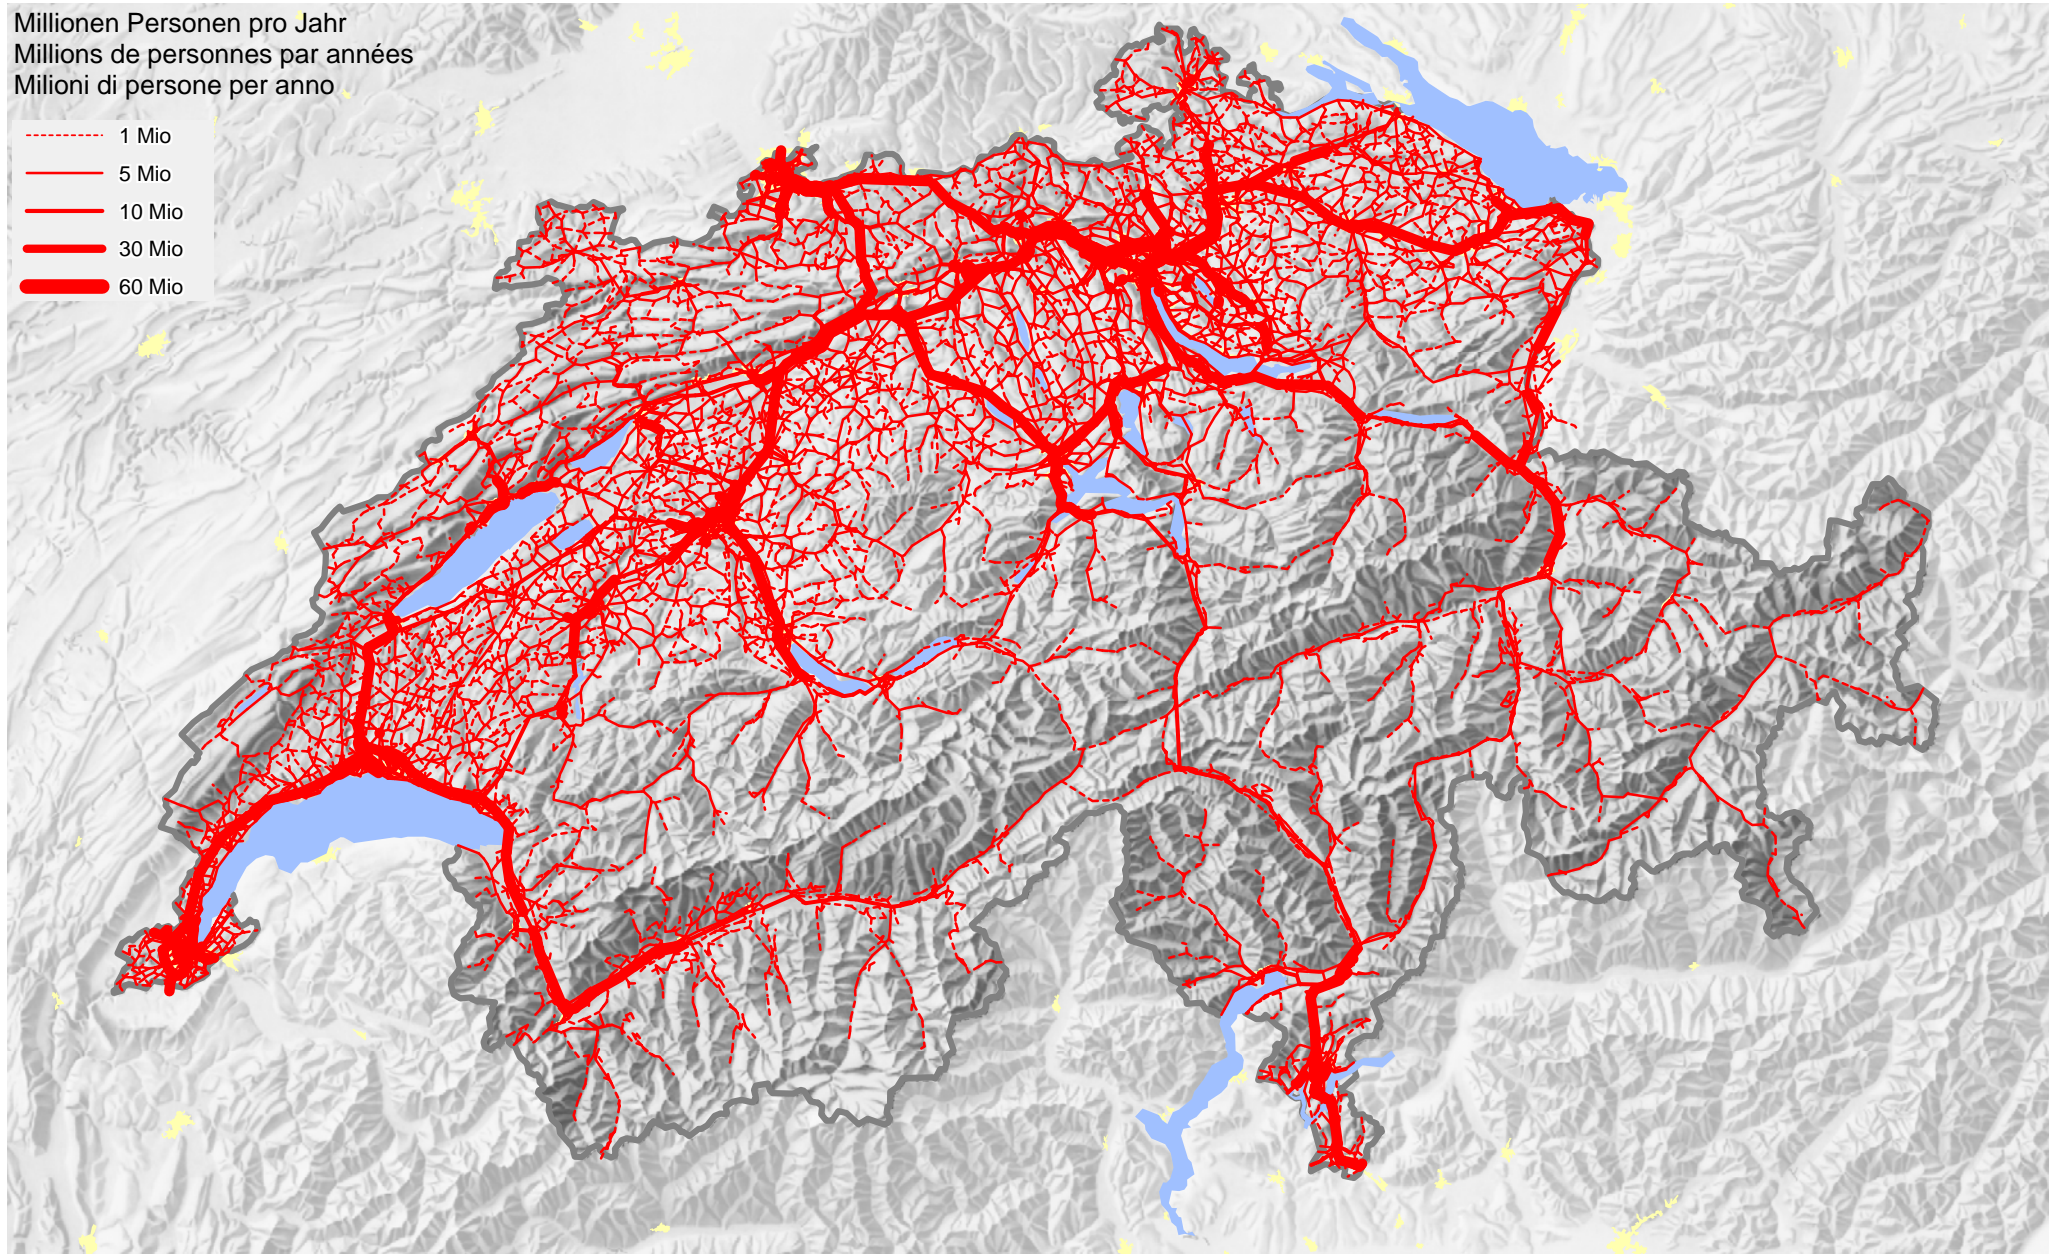 Millionen Personen pro Jahr
Millions de personnes par années
Milioni di persone per anno
1 Mio
5 Mio
10 Mio
30 Mio
60 Mio